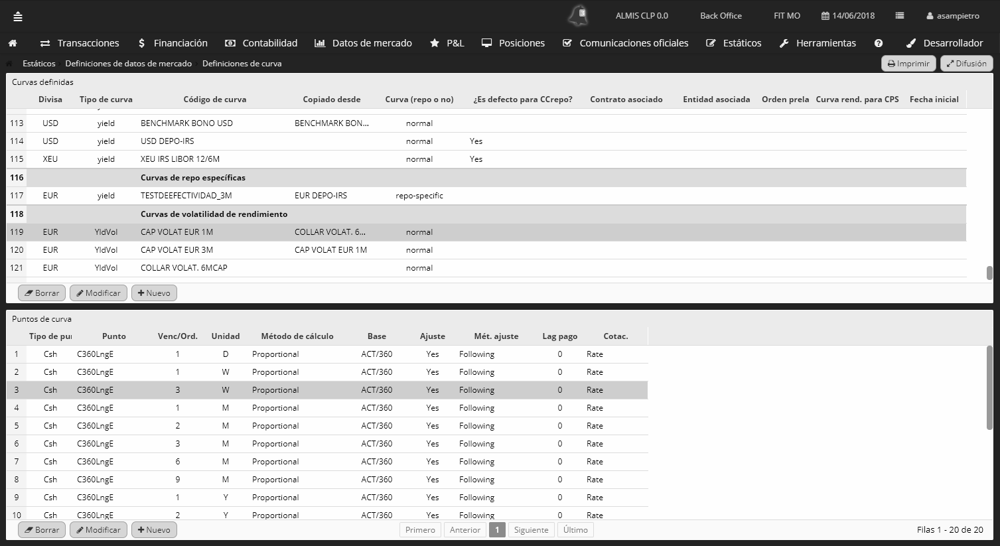 3 ALMIS CLP 0.0 Back Office FIT MO 14/06/2018 asampietro
Transacciones Financiación Contabilidad Datos de mercado P&L Posiciones Comunicaciones oficiales Estáticos Herramientas Desarrollador
Estáticos Definiciones de datos de mercado Definiciones de curva Imprimir Difusión
Curvas definidas
Divisa Tipo de curva Código de curva Copiado desde Curva (repo o no) ¿Es defecto para CCrepo? Contrato asociado Entidad asociada Orden prela Curva rend. para CPS Fecha inicial
113 USD yield BENCHMARK BONO USD BENCHMARK BON... normal
114 USD yield USD DEPO-IRS normal Yes
115 XEU yield XEU IRS LIBOR 12/6M normal Yes
116 Curvas de repo específicas
117 EUR yield TESTDEEFECTIVIDAD_3M EUR DEPO-IRS repo-specific
118 Curvas de volatilidad de rendimiento
119 EUR YldVol CAP VOLAT EUR 1M COLLAR VOLAT. 6... normal
120 EUR YldVol CAP VOLAT EUR 3M CAP VOLAT EUR 1M normal
121 EUR YldVol COLLAR VOLAT. 6MCAP normal
Borrar Modificar Nuevo
Puntos de curva
Tipo de pu Punto Venc/Ord. Unidad Método de cálculo Base Ajuste Mét. ajuste Lag pago Cotac.
1 Csh C360LngE 1 D Proportional ACT/360 Yes Following 0 Rate
2 Csh C360LngE 1 W Proportional ACT/360 Yes Following 0 Rate
3 Csh C360LngE 3 W Proportional ACT/360 Yes Following 0 Rate
4 Csh C360LngE 1 M Proportional ACT/360 Yes Following 0 Rate
5 Csh C360LngE 2 M Proportional ACT/360 Yes Following 0 Rate
6 Csh C360LngE 3 M Proportional ACT/360 Yes Following 0 Rate
7 Csh C360LngE 6 M Proportional ACT/360 Yes Following 0 Rate
8 Csh C360LngE 9 M Proportional ACT/360 Yes Following 0 Rate
9 Csh C360LngE 1 Y Proportional ACT/360 Yes Following 0 Rate
10 Csh C360LngE 2 Y Proportional ACT/360 Yes Following 0 Rate
Borrar Modificar Nuevo Primero Anterior 1 Siguiente Último Filas 1 - 20 de 20